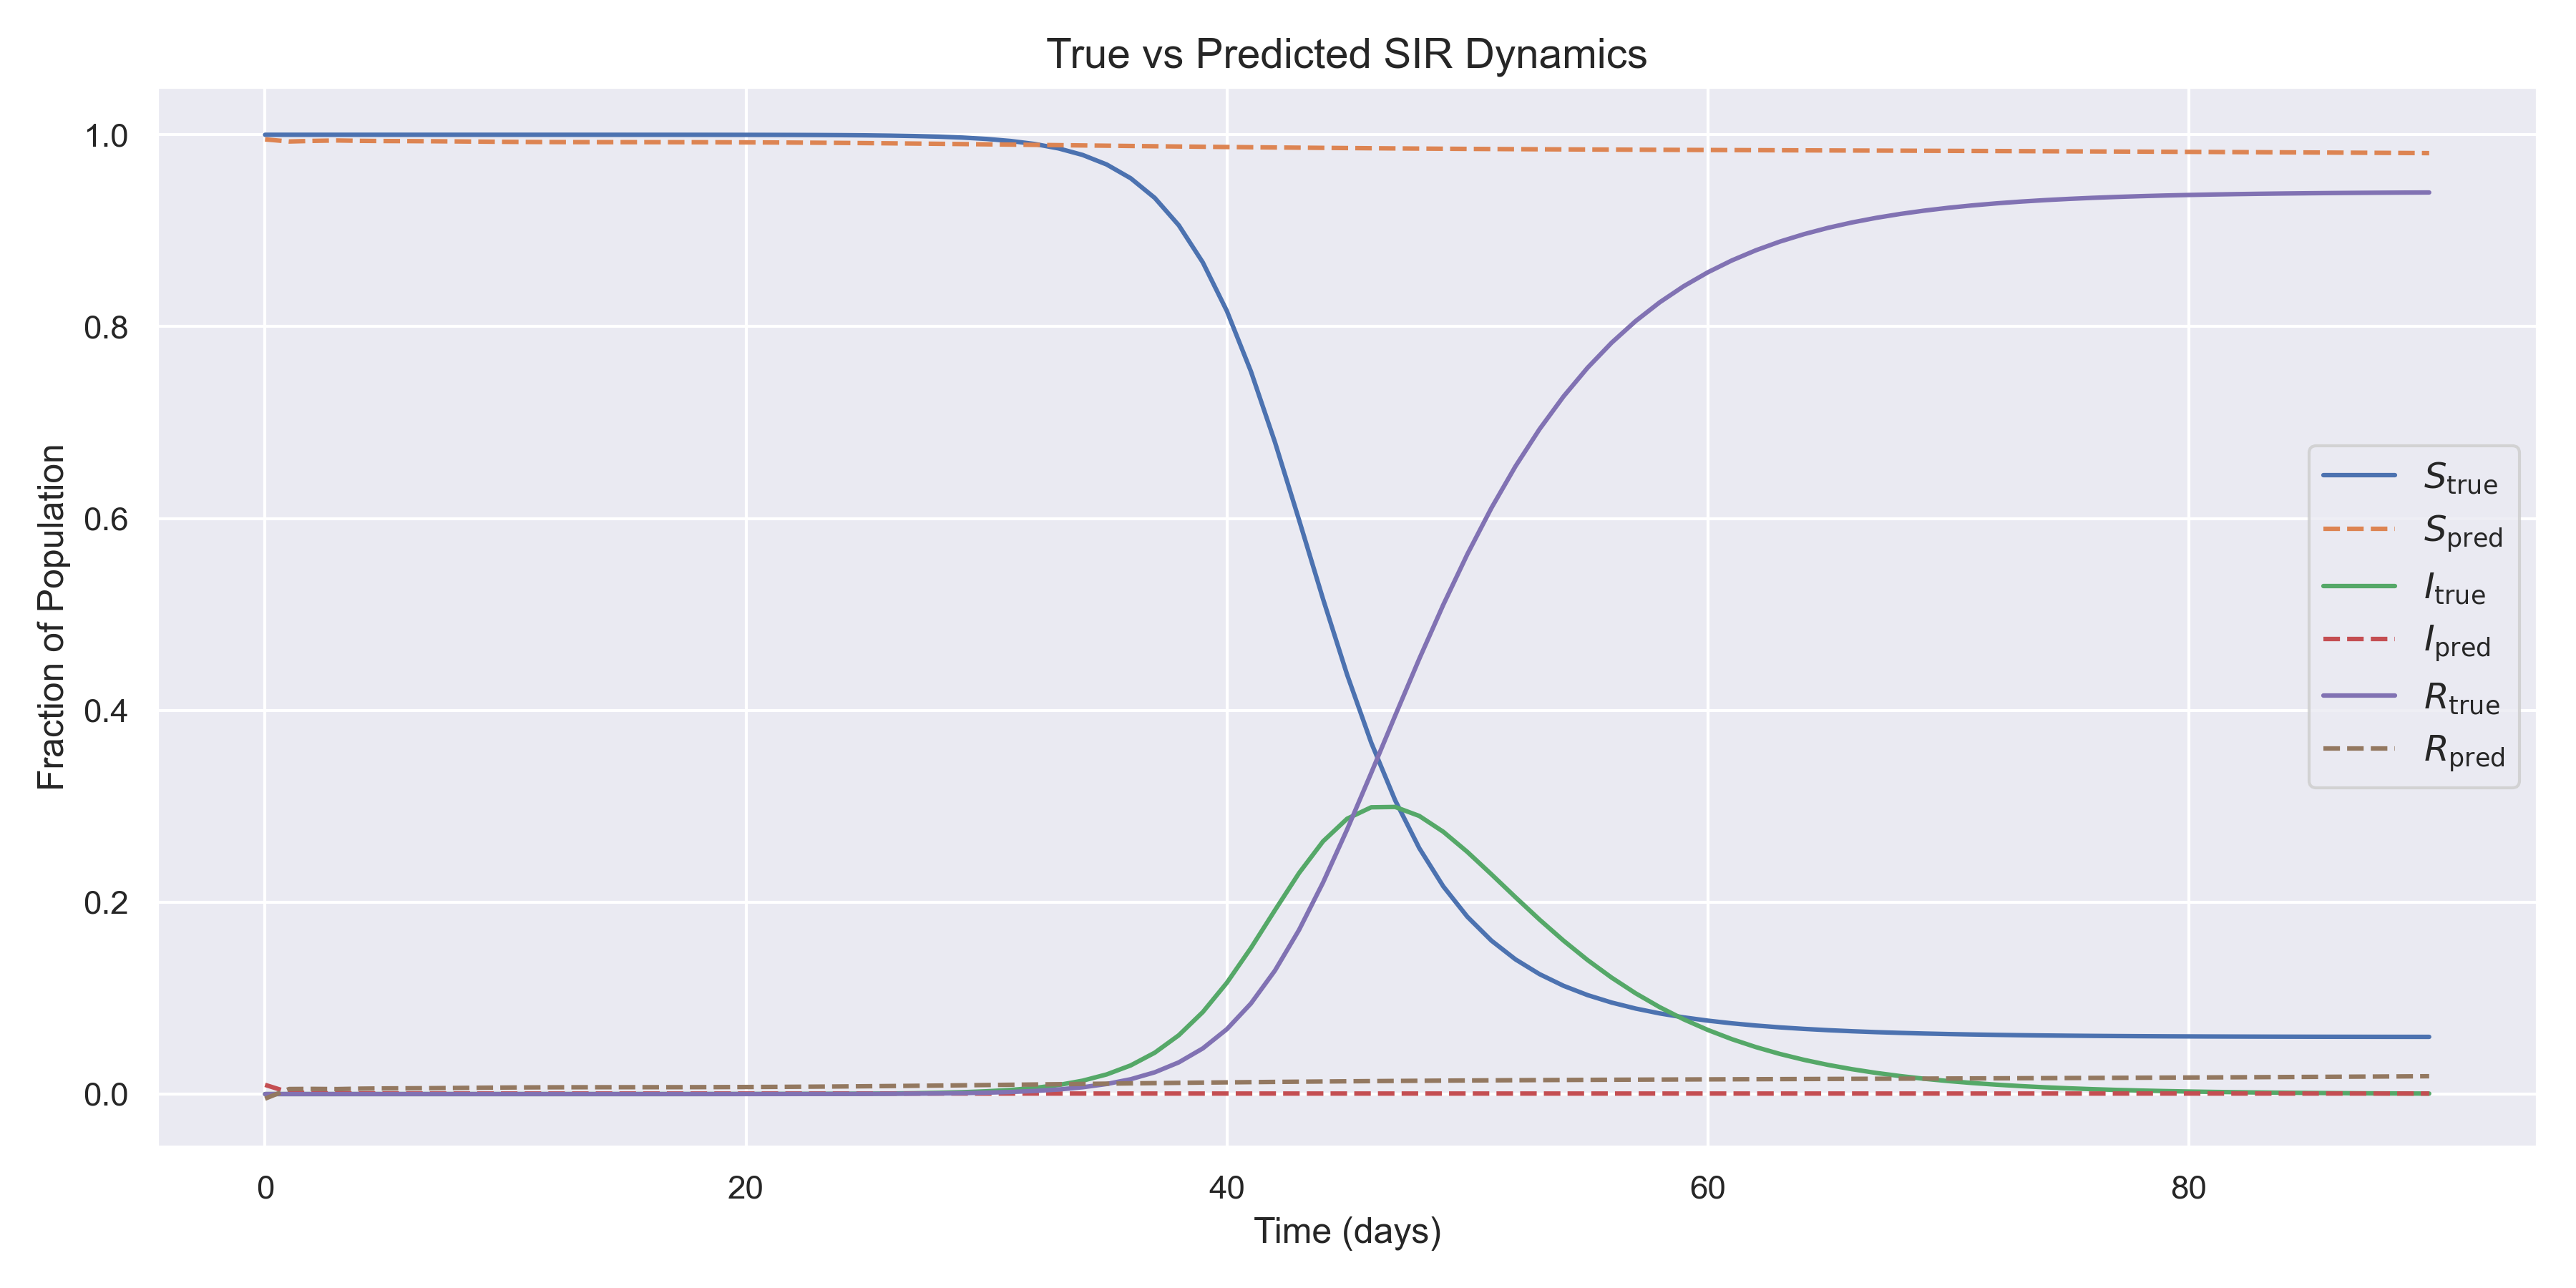 True vs Predicted SIR Dynamics
1.0
0.8
0.6
0.4
0.2
0.0
Fraction of Population
0 20 40 60 80
Time (days)
S_true
S_pred
I_true
I_pred
R_true
R_pred